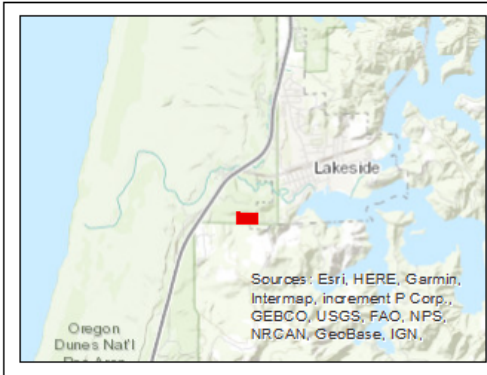 Lakeside
Sources: Esri, HERE, Garmin,
Intermap, increment P Corp.,
GEBCO, USGS, FAO, NPS,
NRCAN, GeoBase, IGN,
Oregon
Dunes Nat'l